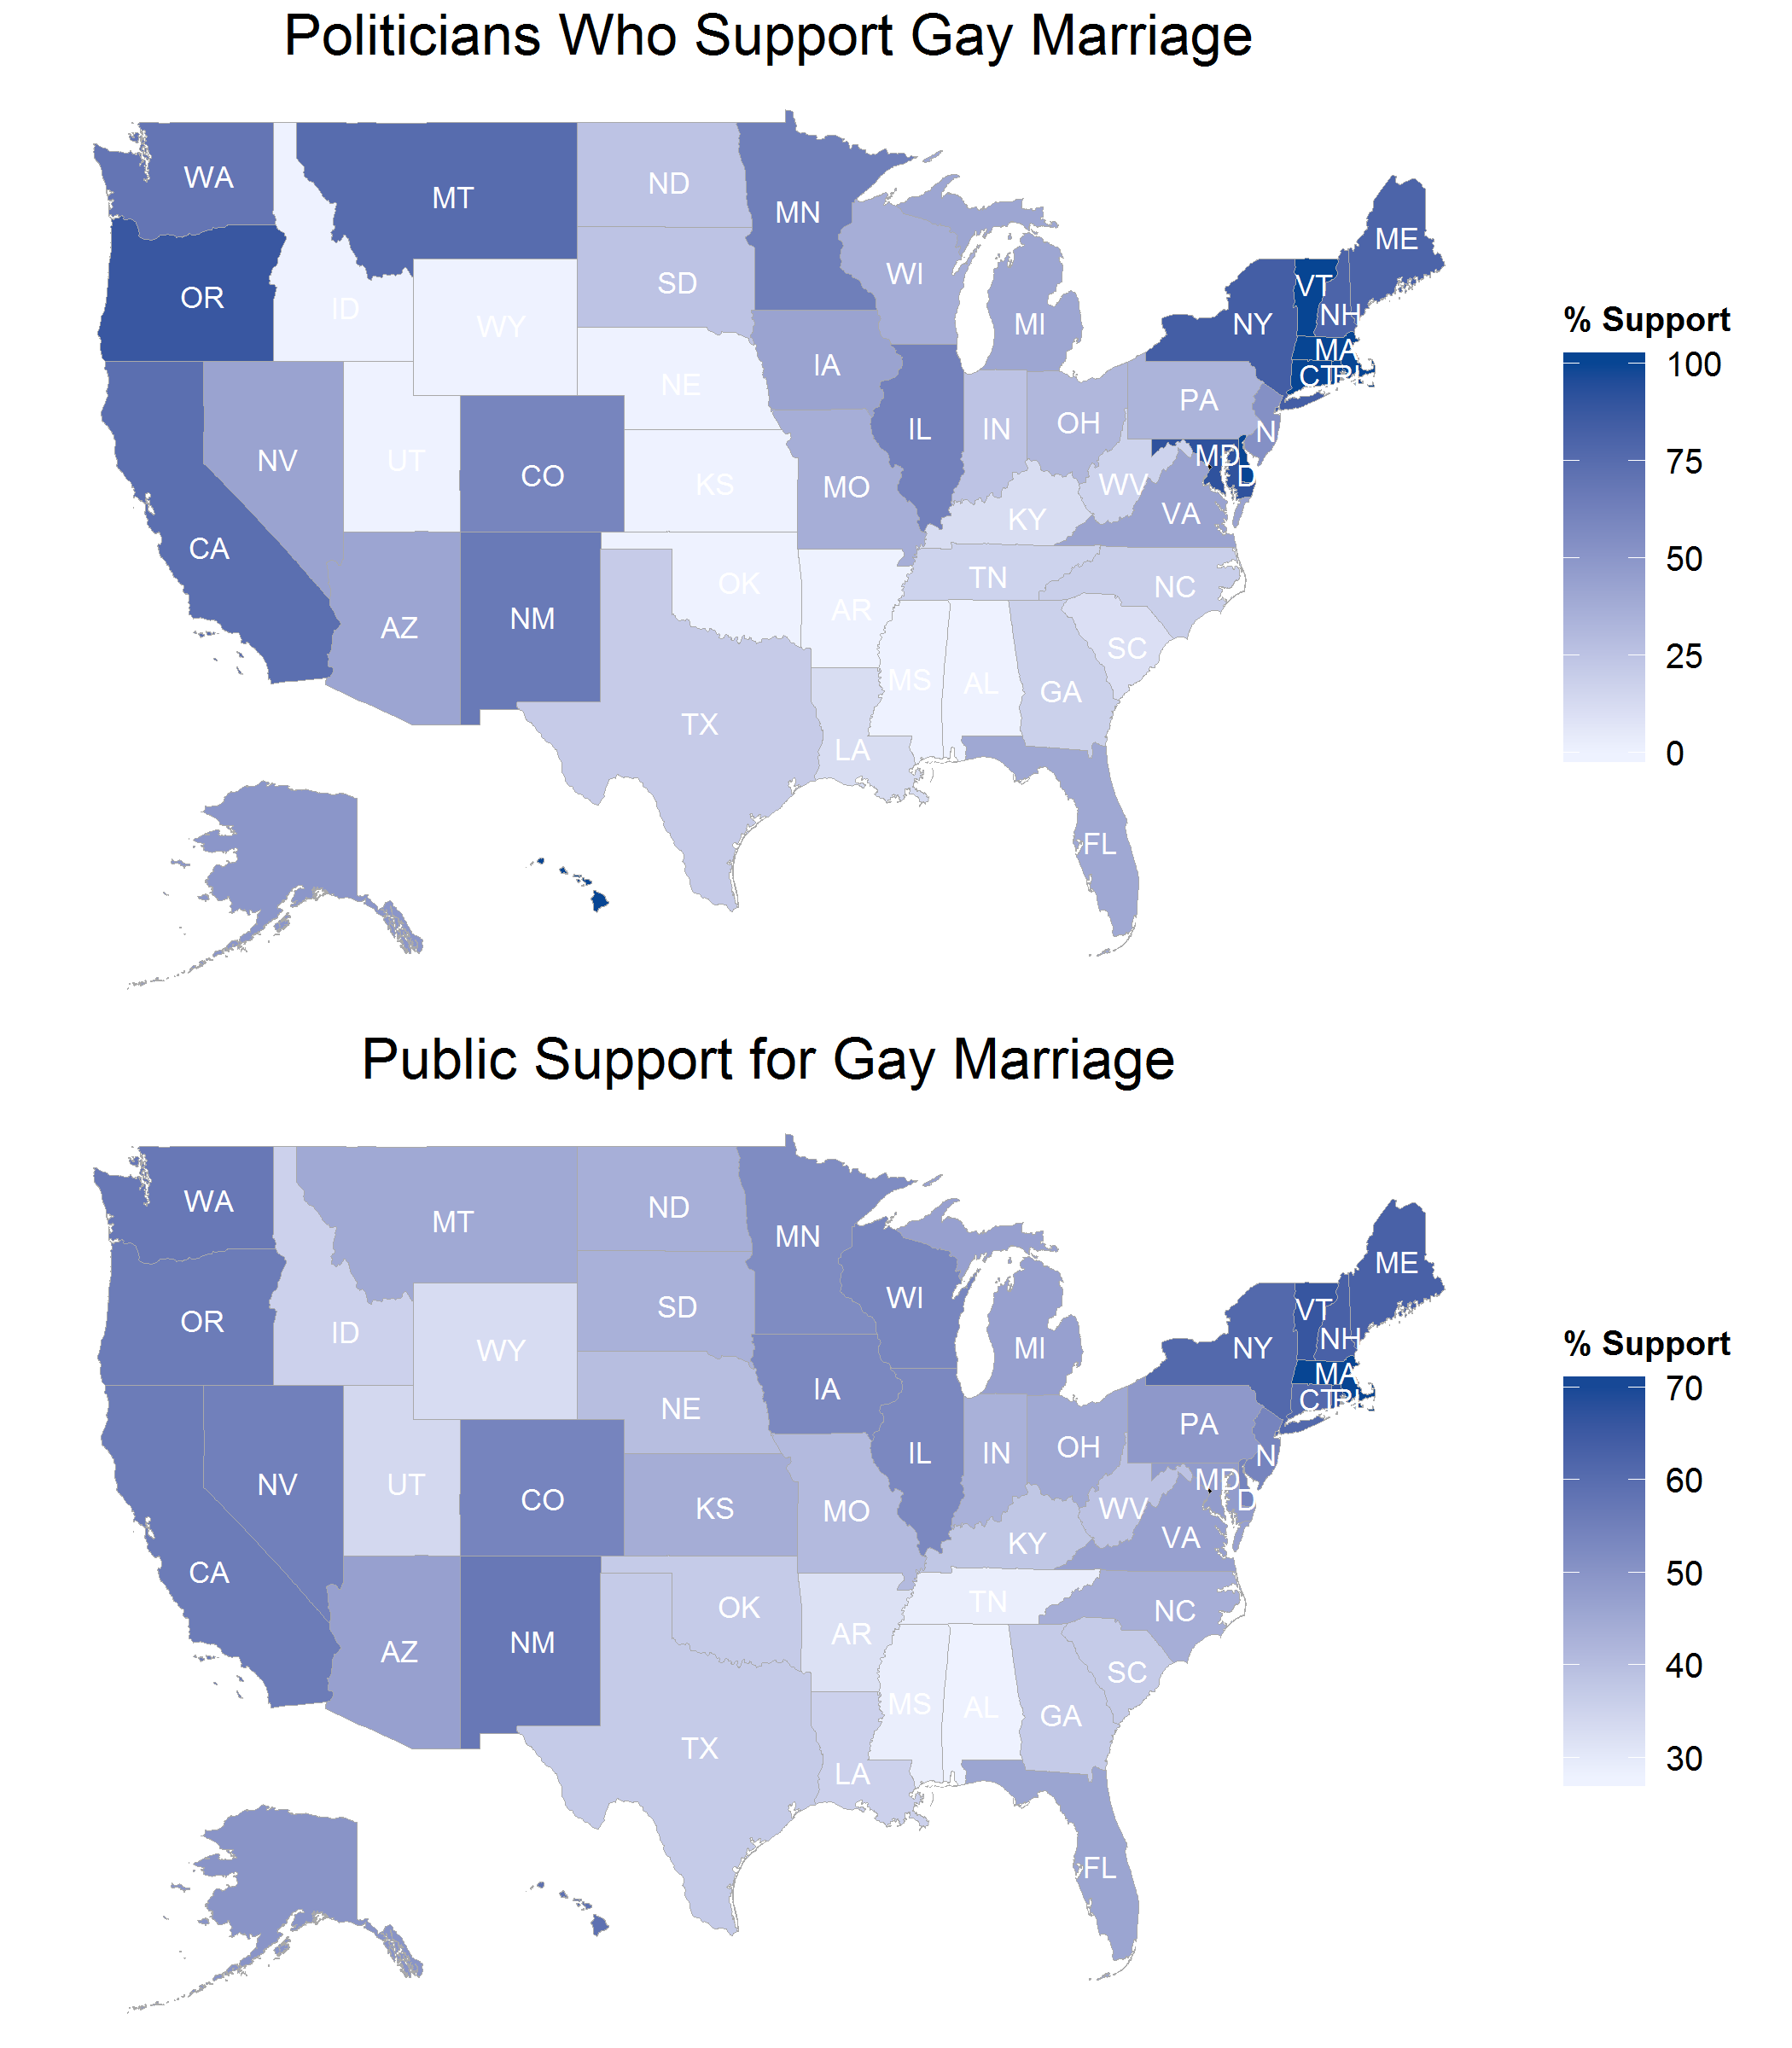 Politicians Who Support Gay Marriage
WA
MT
ND
MN
ME
OR
ID
WY
SD
WI
MI
NY
VT
NH
MA
CT
RI
% Support
100
75
50
25
0
NV
UT
CO
NE
KS
IA
MO
IL
IN
OH
PA
N
MD
D
WV
VA
KY
CA
AZ
NM
OK
AR
TN
NC
SC
MS
AL
GA
TX
LA
FL
Public Support for Gay Marriage
WA
MT
ND
MN
ME
OR
ID
WY
SD
WI
MI
NY
VT
NH
MA
CT
RI
% Support
70
60
50
40
30
NV
UT
CO
NE
KS
IA
MO
IL
IN
OH
PA
N
MD
D
WV
VA
KY
CA
AZ
NM
OK
AR
TN
NC
SC
MS
AL
GA
TX
LA
FL